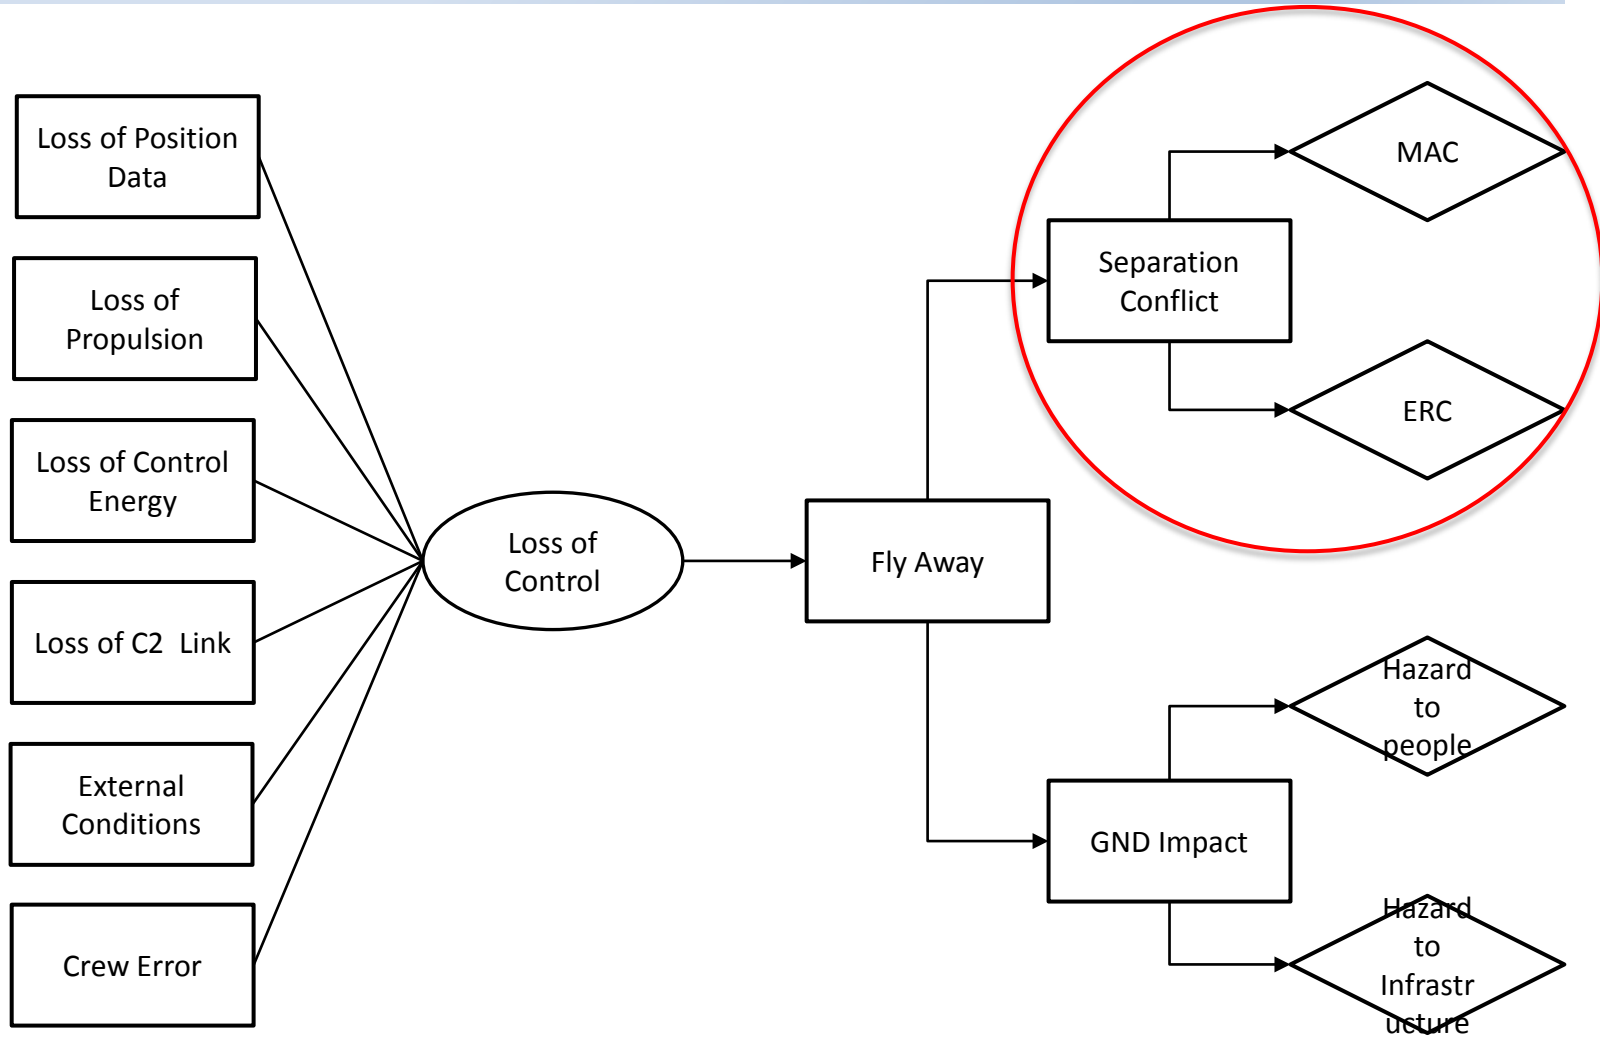 Loss of Position
Data
Loss of
Propulsion
Loss of Control
Energy
Loss of C2  Link
External
Conditions
Crew Error
Loss of
Control
Fly Away
Separation
Conflict
MAC
ERC
GND Impact
Hazard
to
people
Hazard
to
Infrastr
ucture